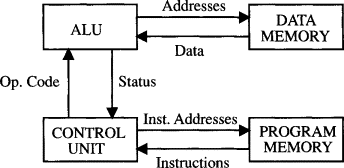 Addresses
ALU
DATA
MEMORY
Data
Op. Code
Status
Inst. Addresses
CONTROL
UNIT
PROGRAM
MEMORY
Instructions